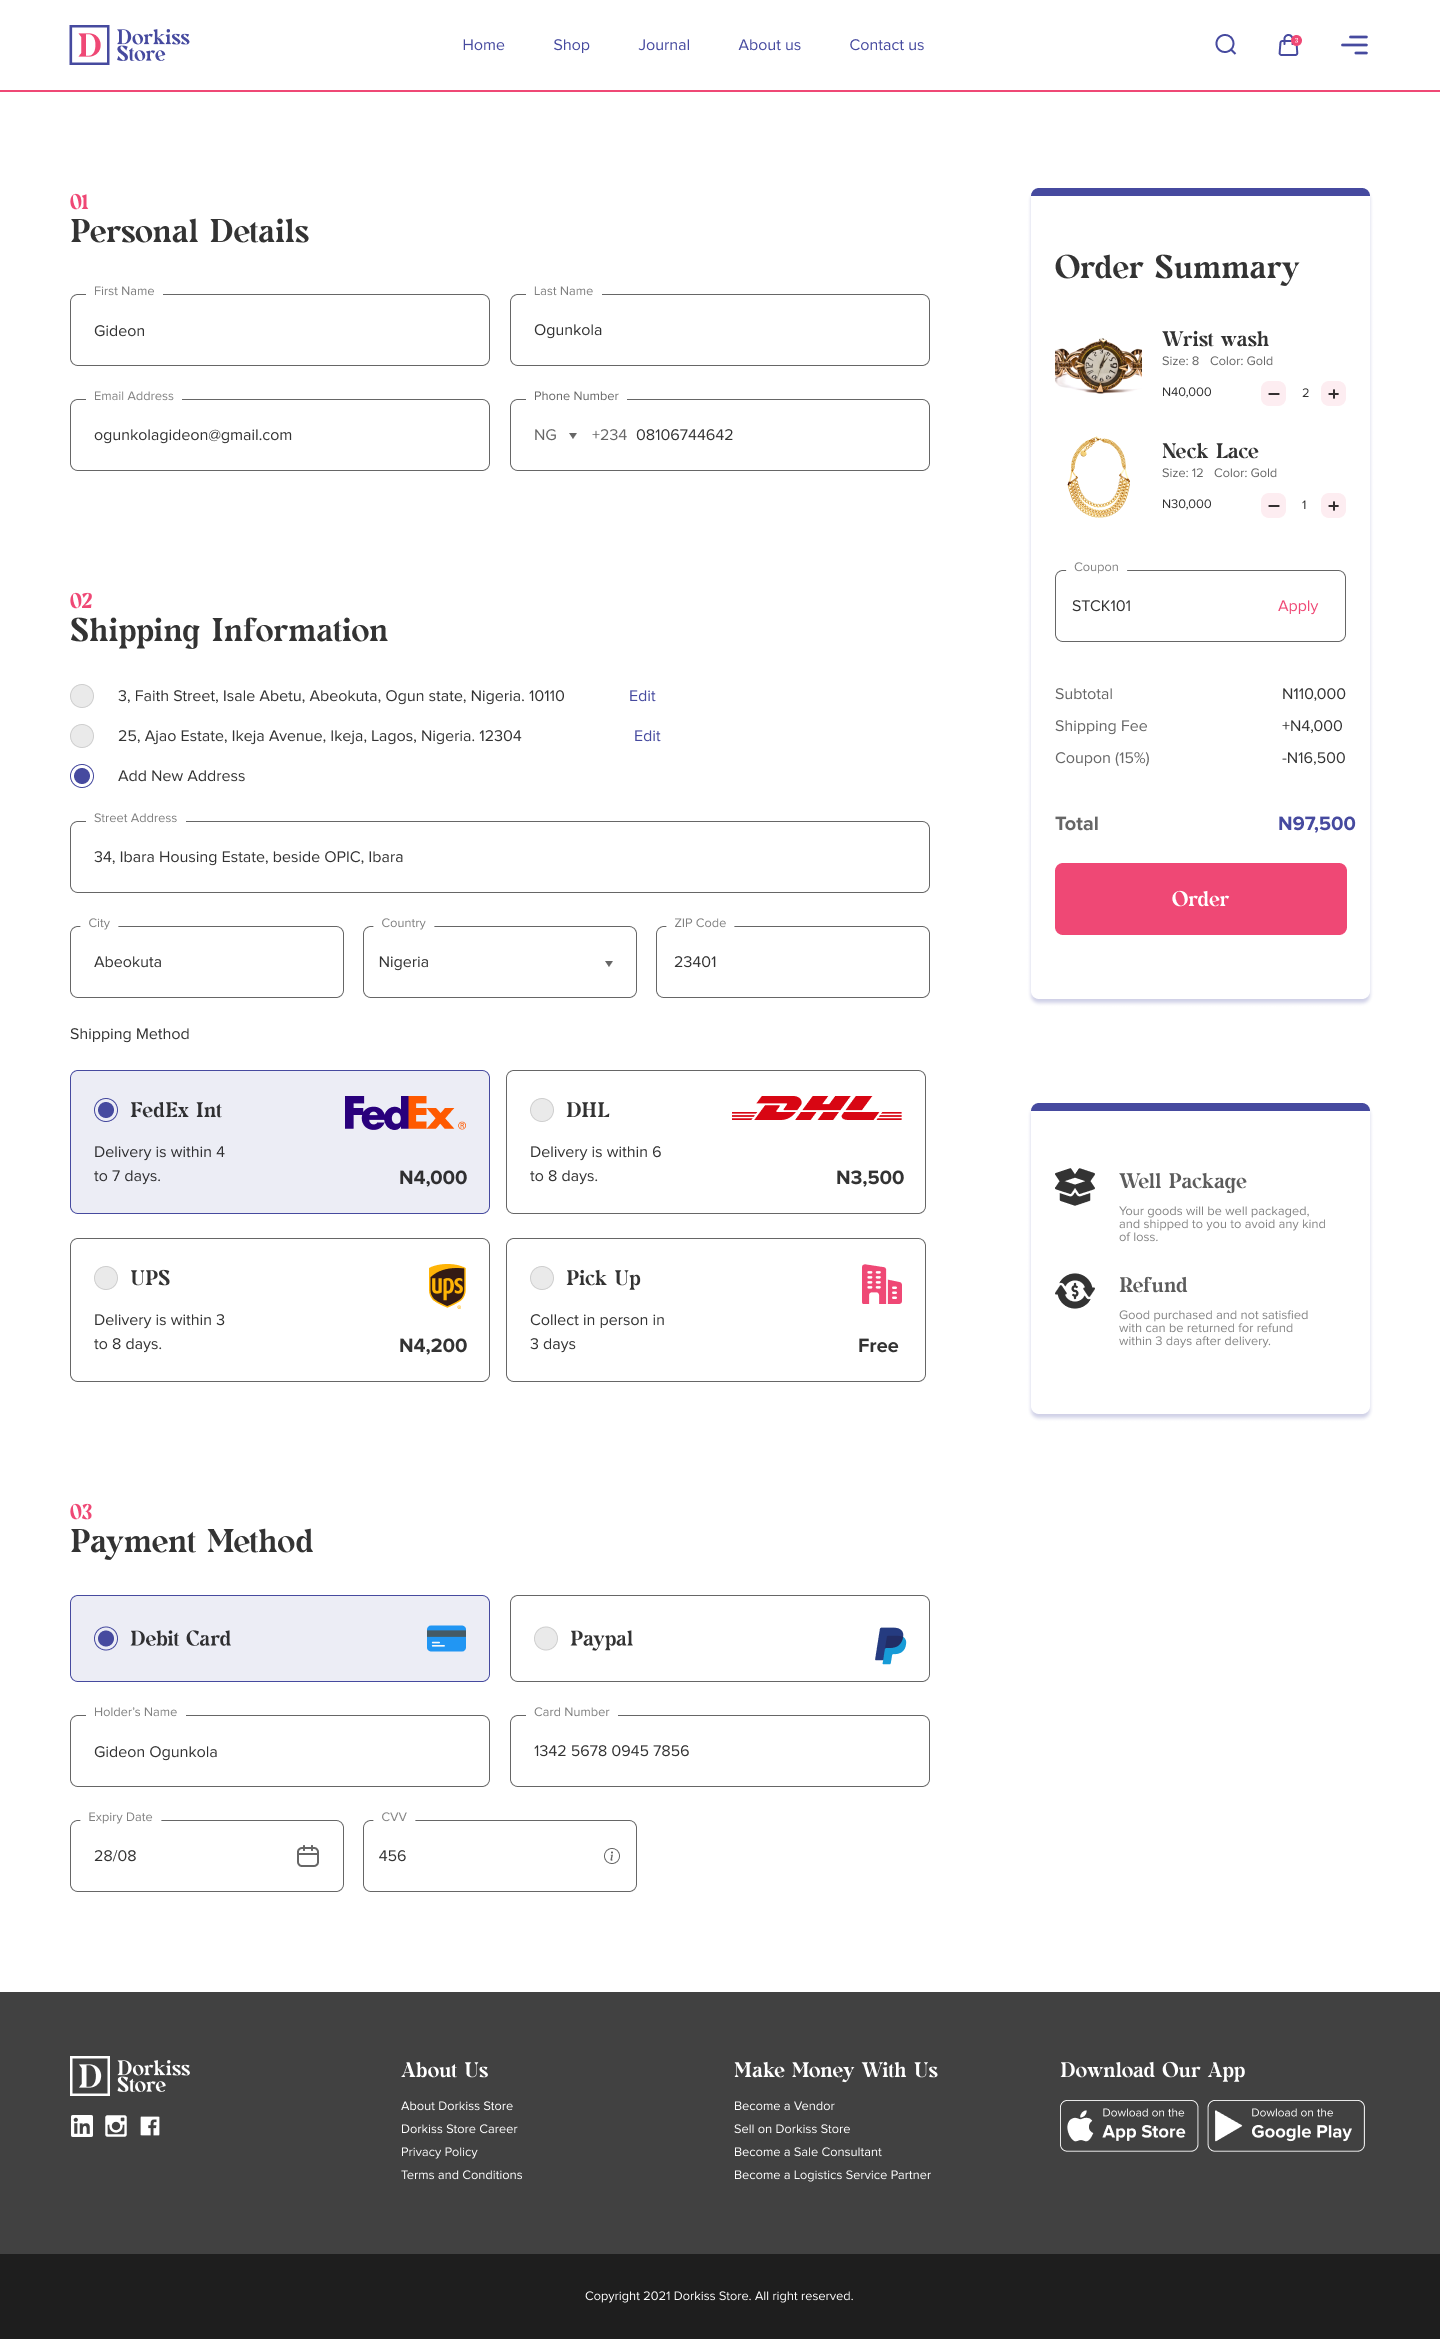 D Dorkiss
Store
Home Shop Journal About us Contact us
3
01
Personal Details
First Name
Gideon
Last Name
Ogunkola
Email Address
ogunkolagideon@gmail.com
Phone Number
NG +234 08106744642
02
Shipping Information
3, Faith Street, Isale Abetu, Abeokuta, Ogun state, Nigeria. 10110 Edit
25, Ajao Estate, Ikeja Avenue, Ikeja, Lagos, Nigeria. 12304 Edit
Add New Address
Street Address
34, Ibara Housing Estate, beside OPIC, Ibara
City
Abeokuta
Country
Nigeria
ZIP Code
23401
Shipping Method
FedEx Int
FedEx®
Delivery is within 4
to 7 days.
N4,000
DHL
DHL
Delivery is within 6
to 8 days.
N3,500
UPS
ups
Delivery is within 3
to 8 days.
N4,200
Pick Up
Collect in person in
3 days
Free
03
Payment Method
Debit Card
Paypal
Holder's Name
Gideon Ogunkola
Card Number
1342 5678 0945 7856
Expiry Date
28/08
CVV
456
Order Summary
Wrist wash
Size: 8 Color: Gold
N40,000 2
Neck Lace
Size: 12 Color: Gold
N30,000 1
Coupon
STCK101 Apply
Subtotal N110,000
Shipping Fee +N4,000
Coupon (15%) -N16,500
Total N97,500
Order
Well Package
Your goods will be well packaged,
and shipped to you to avoid any kind
of loss.
Refund
Good purchased and not satisfied
with can be returned for refund
within 3 days after delivery.
D Dorkiss
Store
About Us
About Dorkiss Store
Dorkiss Store Career
Privacy Policy
Terms and Conditions
Make Money With Us
Become a Vendor
Sell on Dorkiss Store
Become a Sale Consultant
Become a Logistics Service Partner
Download Our App
Dowload on the
App Store
Dowload on the
Google Play
Copyright 2021 Dorkiss Store. All right reserved.